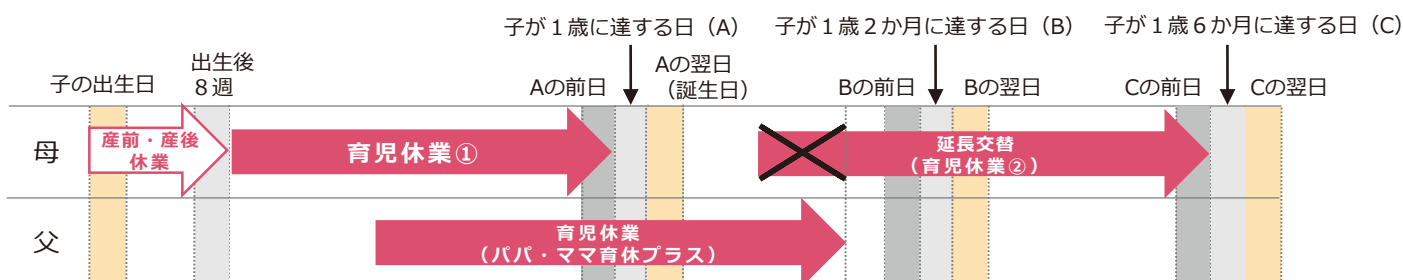 子が１歳に達する日（A） 子が１歳２か月に達する日（B） 子が１歳６か月に達する日（C）
子の出生日 出生後
８週 Aの前日 Aの翌日
（誕生日） Bの前日 Bの翌日 Cの前日 Cの翌日
母 産前・産後
休業 育児休業① 延長交替
（育児休業②）
父 育児休業
（パパ・ママ育休プラス）